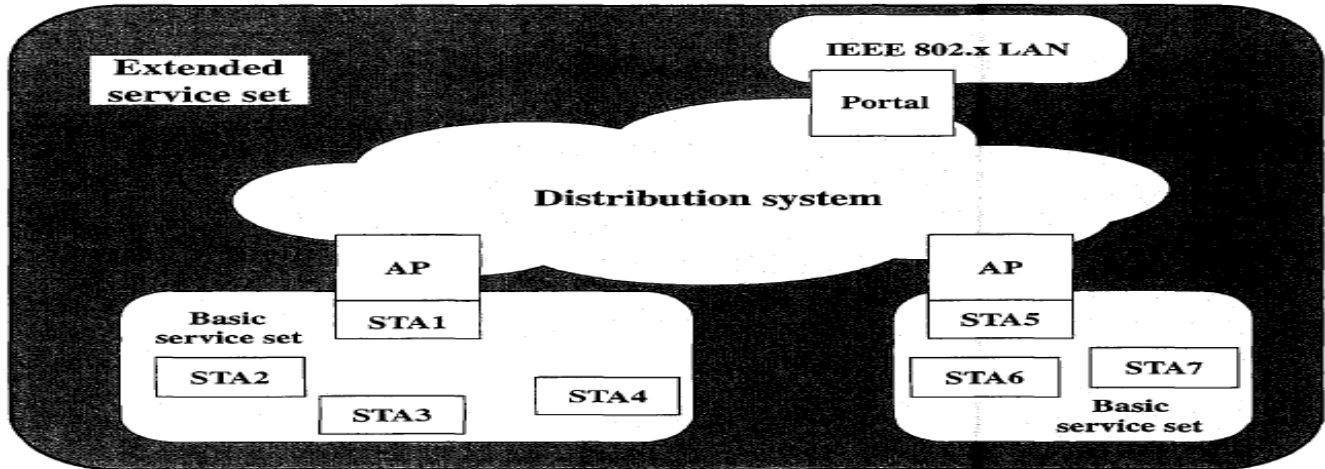 IEEE 802.x LAN
Extended
service set
Portal
Distribution system
AP
AP
STA1
STA5
Basic
service set
STA2
STA3
STA4
STA6
STA7
Basic
service set